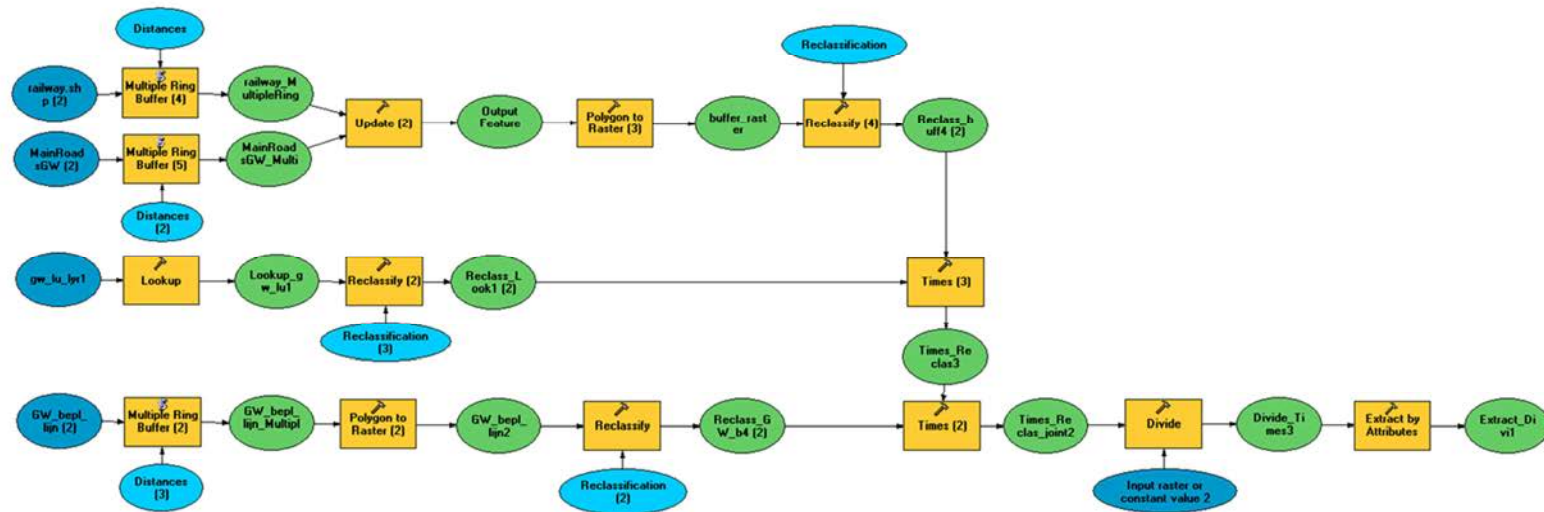 Distances
Reclassification
railway.sh
p (2)
Multiple Ring
Buffer (4)
railway_M
ultipleRing
Update (2)
Output
Feature
Polygon to
Raster (3)
buffer_rast
er
Reclassify (4)
Reclass_b
uff4 (2)
MainRoad
sGW (2)
Multiple Ring
Buffer (5)
MainRoad
sGW_Multi
Distances
(2)
gw_lu_lyr1
Lookup
Lookup_g
w_lu1
Reclassify (2)
Reclass_L
ook1 (2)
Times (3)
Reclassification
(3)
Times_Re
clas3
GW_bepl_
lijn (2)
Multiple Ring
Buffer (2)
GW_bepl_
lijn_Multipl
Polygon to
Raster (2)
GW_bepl_
lijn2
Reclassify
Reclass_G
W_b4 (2)
Times (2)
Times_Re
clas_joint2
Divide
Divide_Ti
mes3
Extract by
Attributes
Extract_Di
vi1
Distances
(3)
Reclassification
(2)
Input raster or
constant value 2